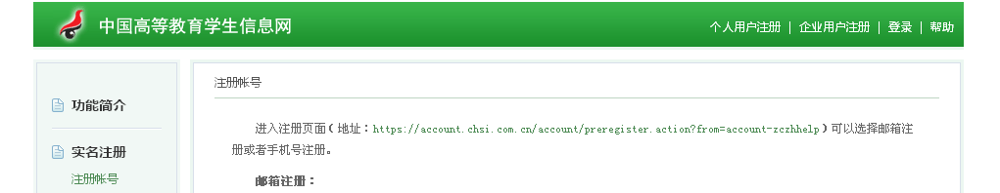 中国高等教育学生信息网
个人用户注册 | 企业用户注册 | 登录 | 帮助
功能简介
实名注册
注册帐号
注册帐号
进入注册页面(地址:https://account.chsi.com.cn/account/preregister.action?from=account-zczhhelp)可以选择邮箱注
册或者手机号注册。
邮箱注册: